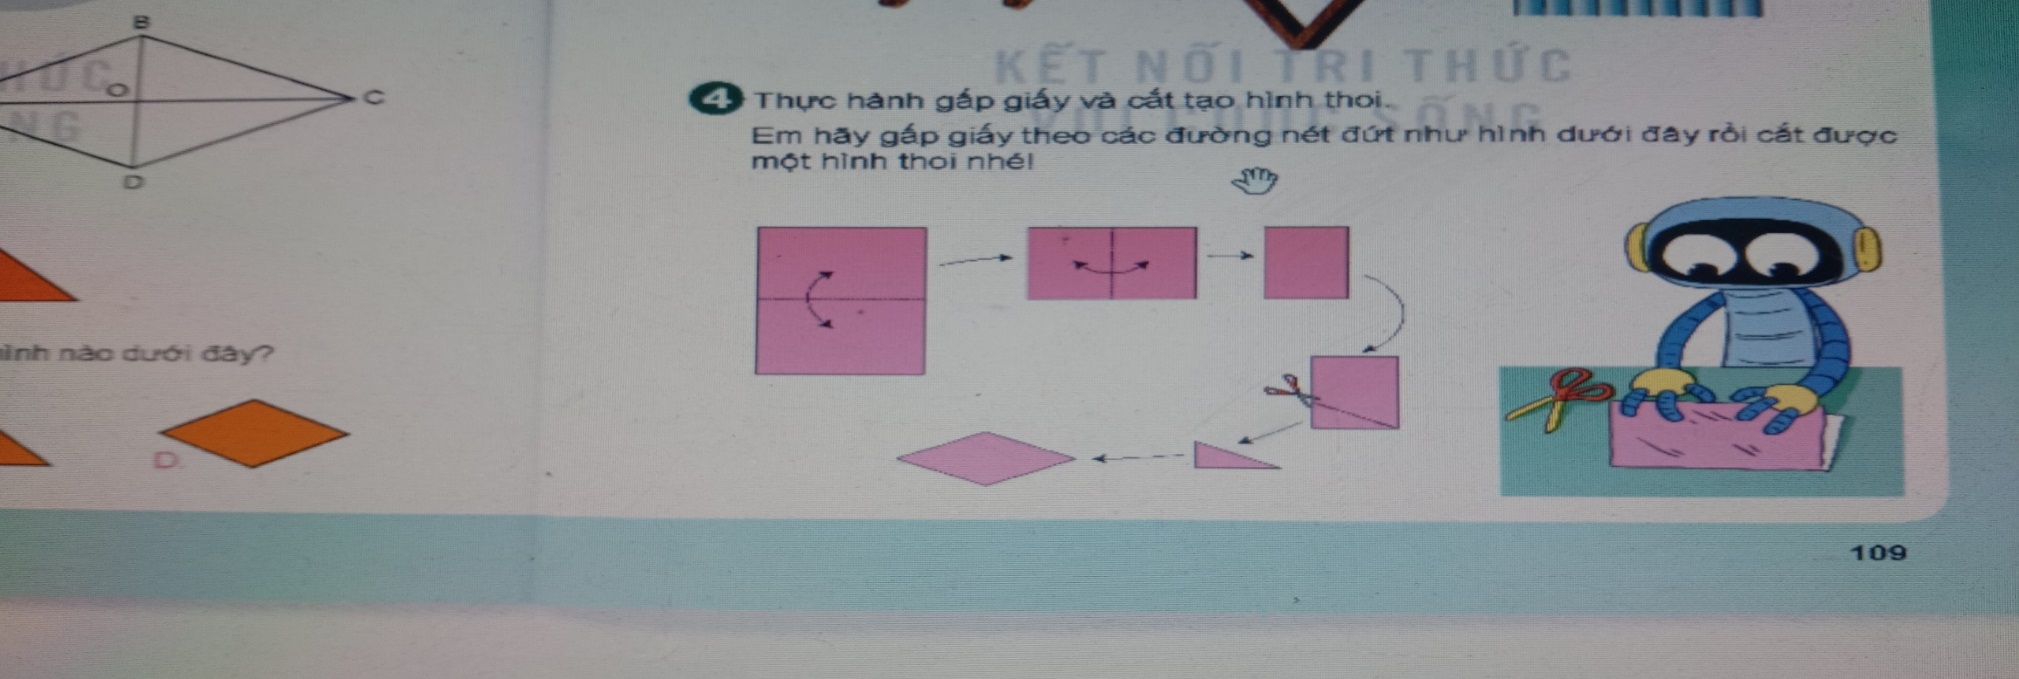 B
O
C
D
KẾT NỐI TRI THỨC
4 Thực hành gấp giấy và cắt tạo hình thoi.
Em hãy gấp giấy theo các đường nét đứt như hình dưới đây rồi cắt được
một hình thoi nhé!
nào dưới đây?
D.
109